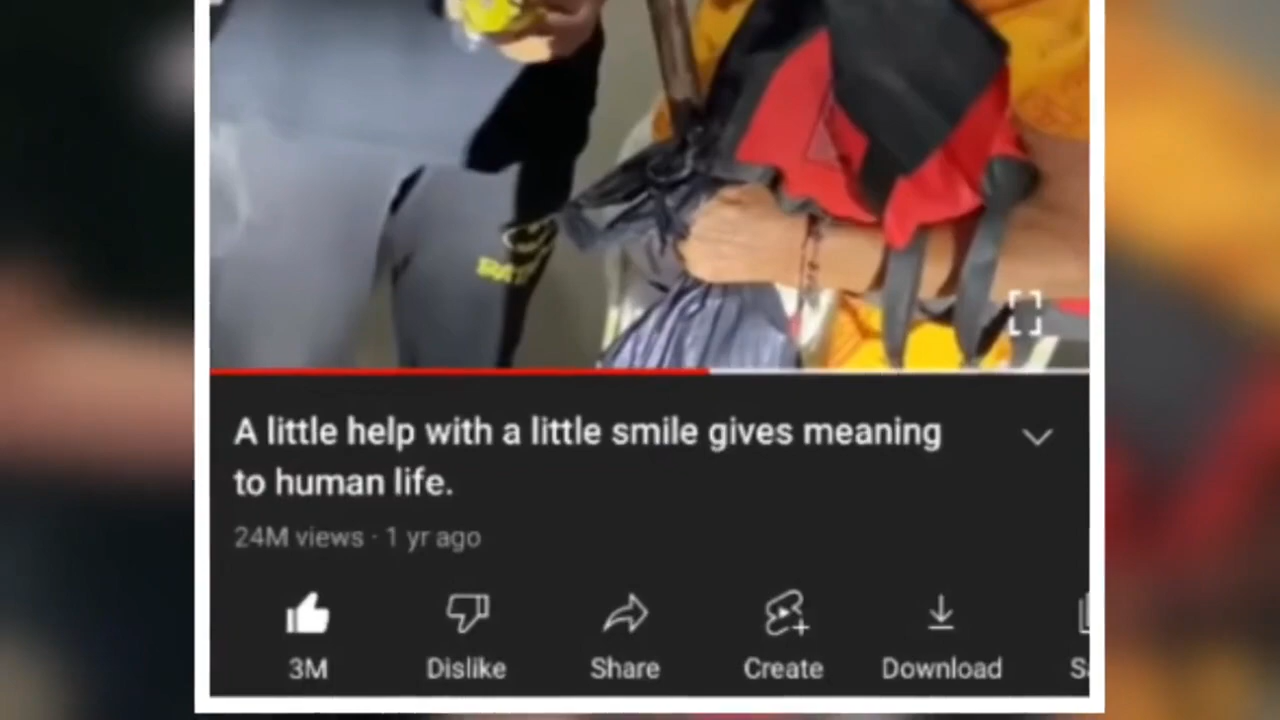 A little help with a little smile gives meaning
to human life.
24M views · 1 yr ago
3M
Dislike
Share
Create
Download